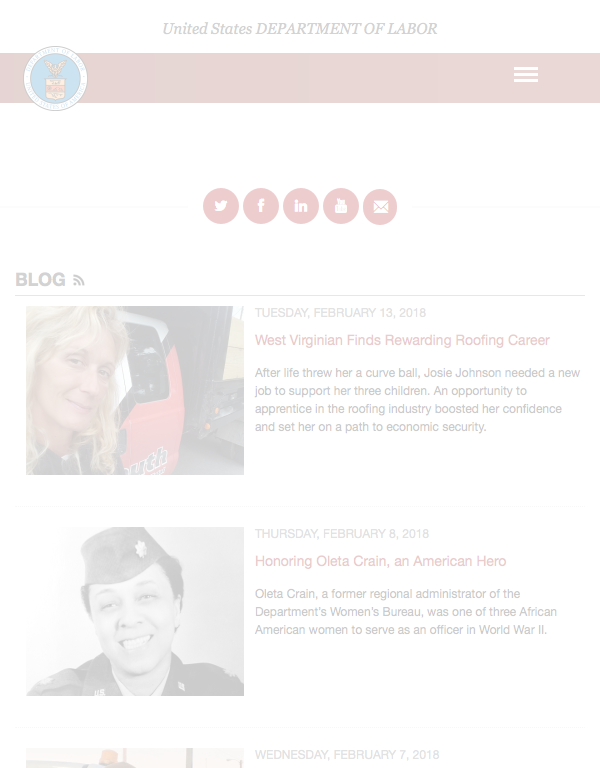 United States DEPARTMENT OF LABOR
BLOG
TUESDAY, FEBRUARY 13, 2018
West Virginian Finds Rewarding Roofing Career
After life threw her a curve ball, Josie Johnson needed a new
job to support her three children. An opportunity to
apprentice in the roofing industry boosted her confidence
and set her on a path to economic security.
THURSDAY, FEBRUARY 8, 2018
Honoring Oleta Crain, an American Hero
Oleta Crain, a former regional administrator of the
Department's Women's Bureau, was one of three African
American women to serve as an officer in World War II.
U.S.
WEDNESDAY, FEBRUARY 7, 2018